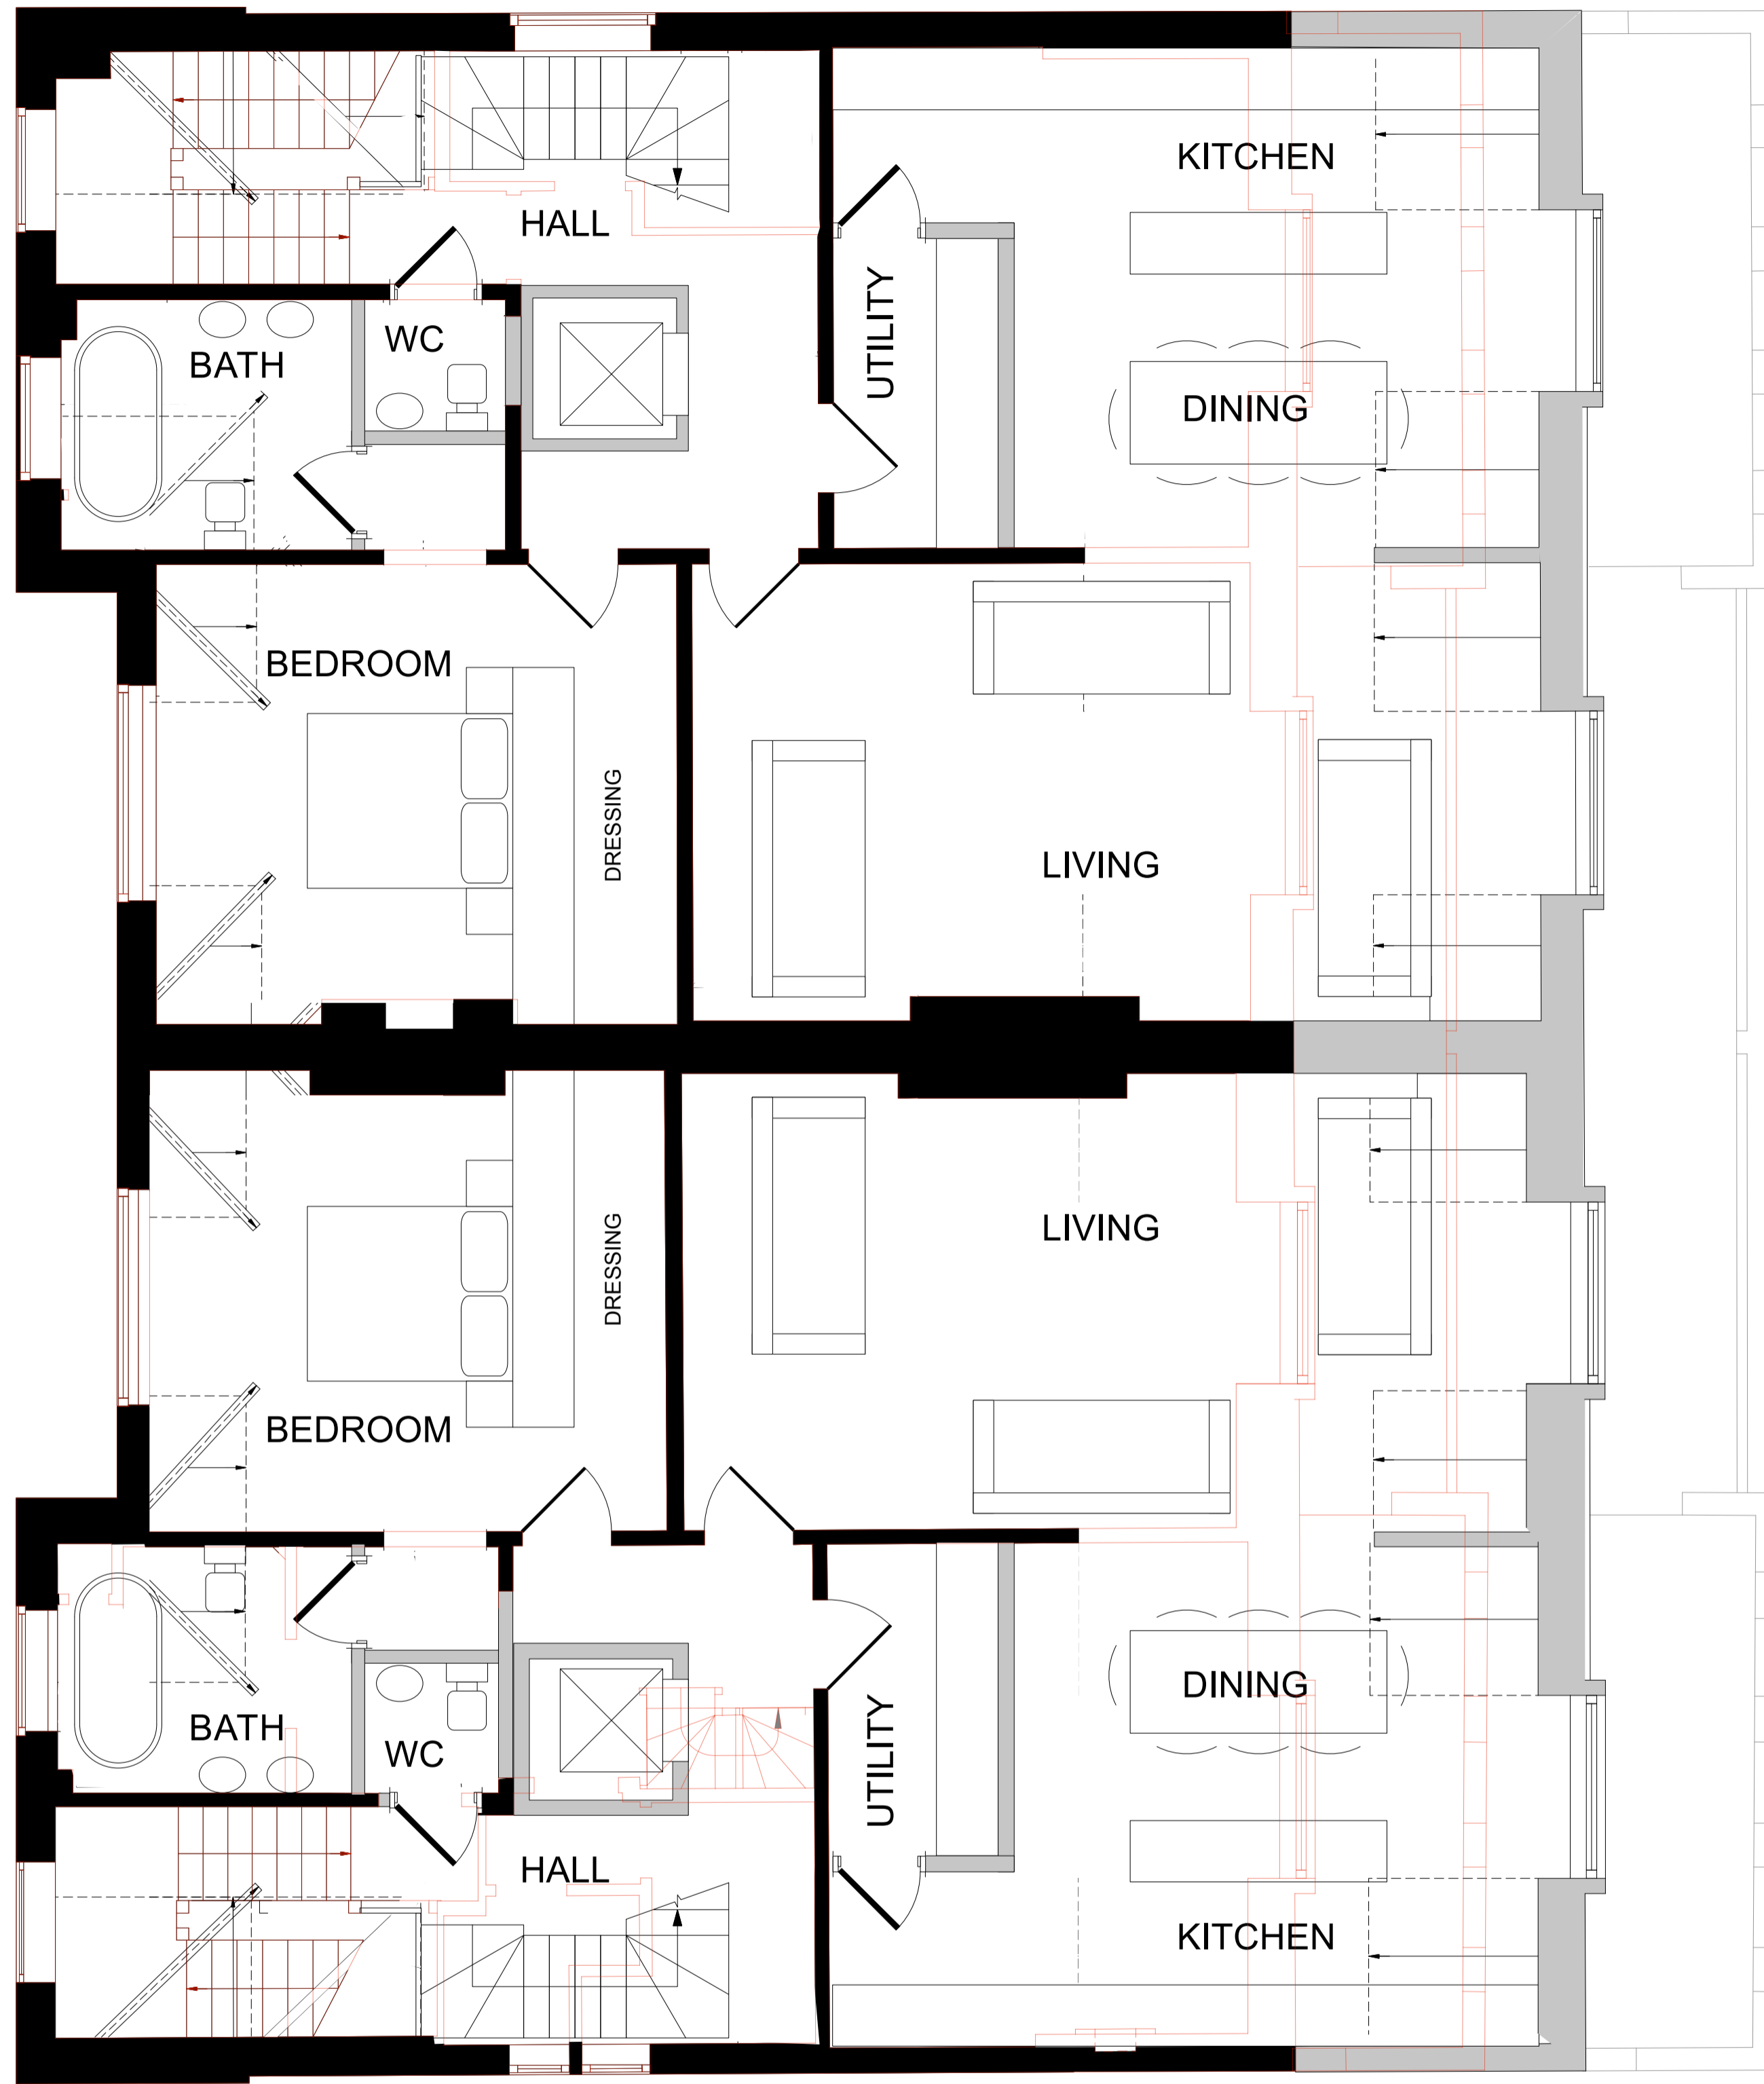 KITCHEN
HALL
UTILITY
WC
BATH
DINING
BEDROOM
DRESSING
LIVING
LIVING
DRESSING
BEDROOM
DINING
BATH
WC
UTILITY
HALL
KITCHEN